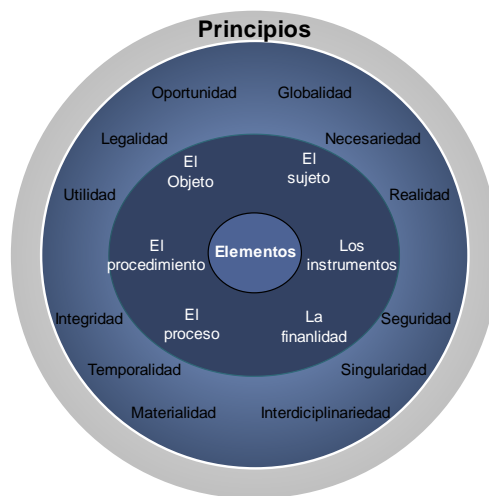 Principios
Oportunidad Globalidad
Legalidad Necesariedad
El El
Objeto sujeto
Utilidad Realidad
El Los
procedimiento Elementos instrumentos
El La
proceso finanlidad
Integridad Seguridad
Temporalidad Singularidad
Materialidad Interdiciplinariedad